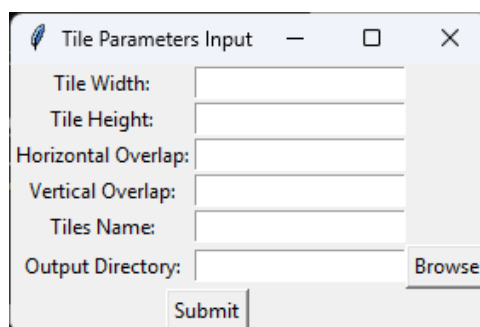 Tile Parameters Input
Tile Width:
Tile Height:
Horizontal Overlap:
Vertical Overlap:
Tiles Name:
Output Directory: Browse
Submit